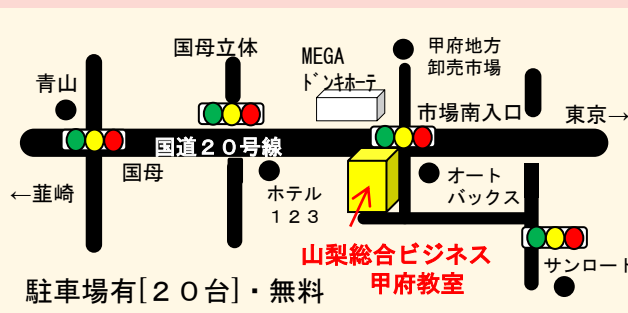 国母立体
MEGA
ドンキホーテ
甲府地方
卸売市場
青山
市場南入口
東京→
国道２０号線
国母
←韮崎
ホテル
１２３
オート
バックス
山梨総合ビジネス
甲府教室
サンロード
駐車場有[２０台]・無料